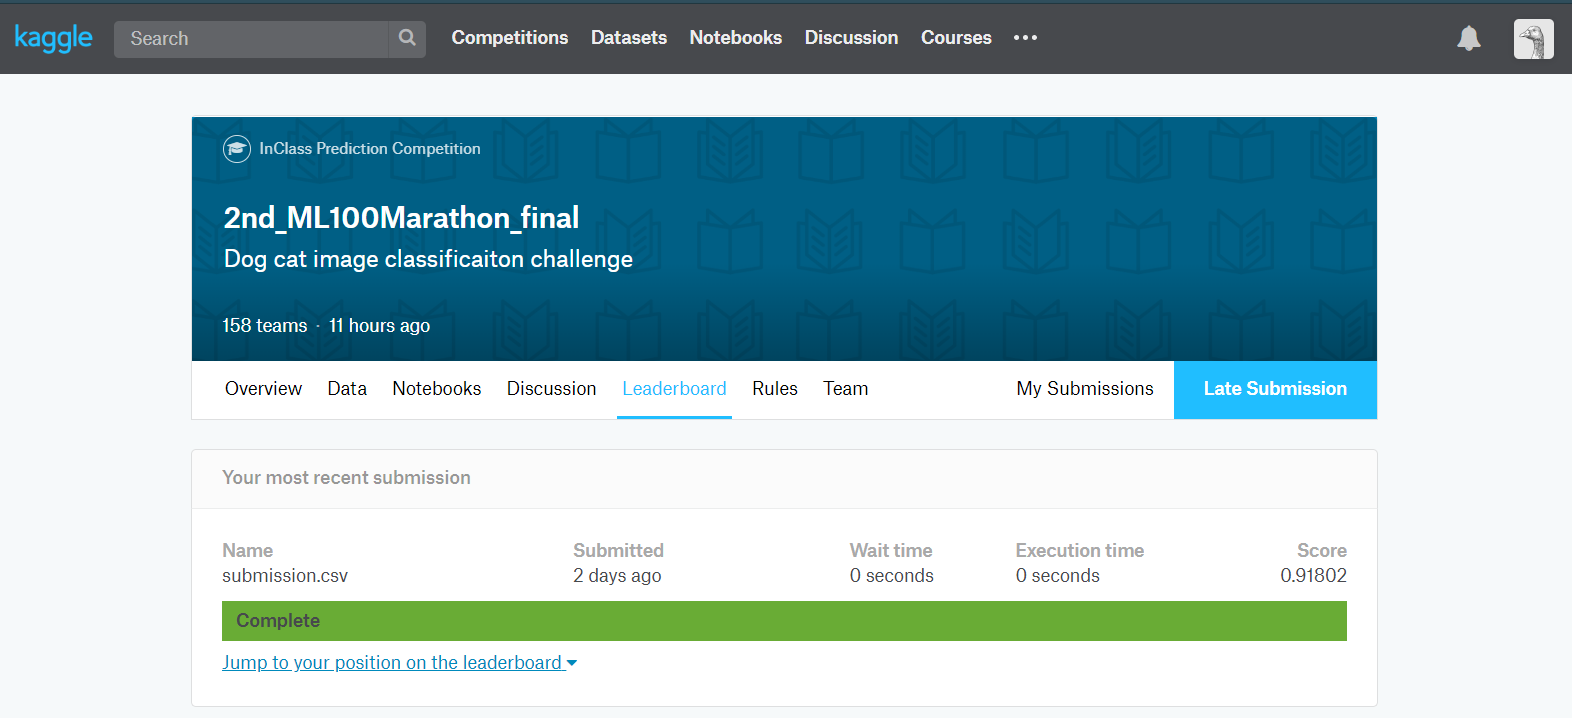 kaggle
Search
Competitions Datasets Notebooks Discussion Courses
InClass Prediction Competition
2nd_ML100Marathon_final
Dog cat image classificaiton challenge
158 teams · 11 hours ago
Overview Data Notebooks Discussion Leaderboard Rules Team My Submissions Late Submission
Your most recent submission
Name Submitted Wait time Execution time Score
submission.csv 2 days ago 0 seconds 0 seconds 0.91802
Complete
Jump to your position on the leaderboard